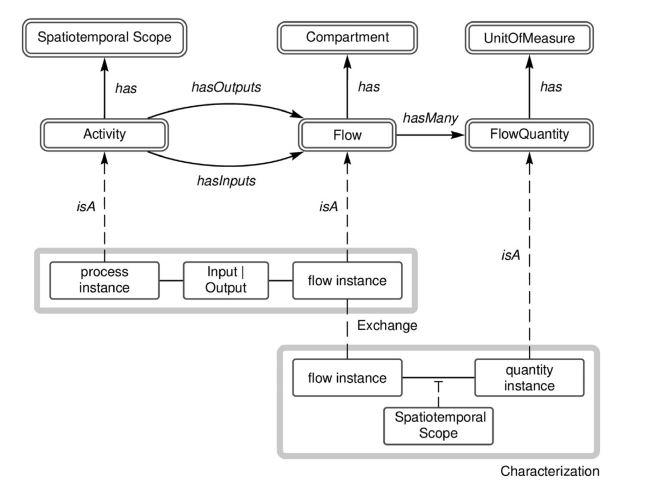 Spatiotemporal Scope
Compartment
UnitOfMeasure
has
hasOutputs
has
has
Activity
Flow
hasMany
FlowQuantity
hasInputs
isA
isA
isA
process
instance
Input |
Output
flow instance
Exchange
flow instance
quantity
instance
Spatiotemporal
Scope
Characterization